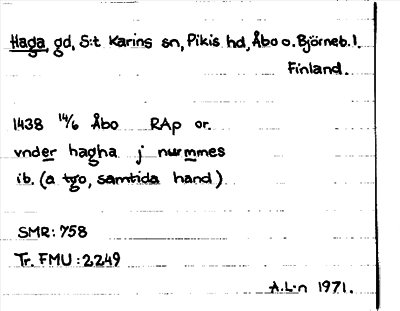 Haga, gd, S:t Karins sn, Pikis hd, Åbo o. Björneb. l.
Finland.
1438 14/6 Åbo RAp or.
vnder hagha j nummes
ib. (a tgo, samtida hand).
SMR: 758
Tr. FMU: 2249
A.L-n 1971.